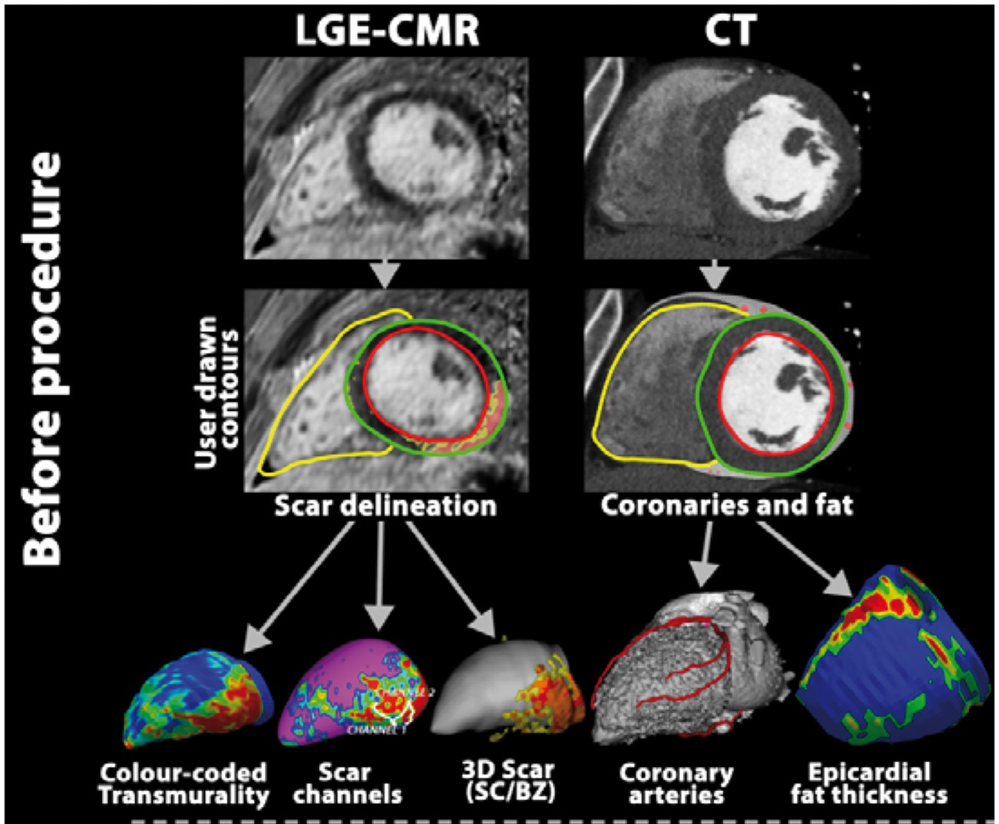 LGE-CMR
CT
Before procedure
User drawn
contours
Scar delineation
Coronaries and fat
CHANNEL 2
CHANNEL 1
Colour-coded
Transmurality
Scar
channels
3D Scar
(SC/BZ)
Coronary
arteries
Epicardial
fat thickness